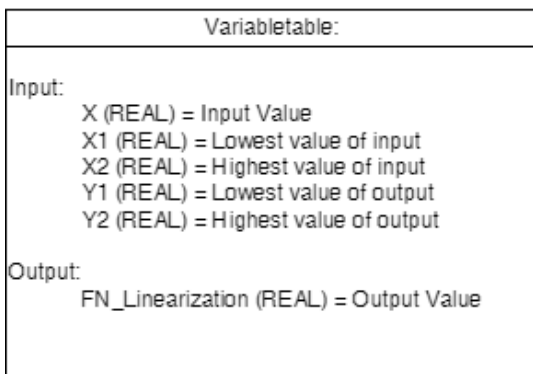 Variabletable:
Input:
X (REAL) = Input Value
X1 (REAL) = Lowest value of input
X2 (REAL) = Highest value of input
Y1 (REAL) = Lowest value of output
Y2 (REAL) = Highest value of output
Output:
FN_Linearization (REAL) = Output Value